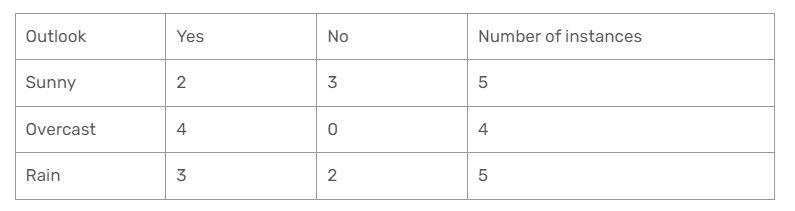 Outlook Yes No Number of instances
Sunny 2 3 5
Overcast 4 0 4
Rain 3 2 5